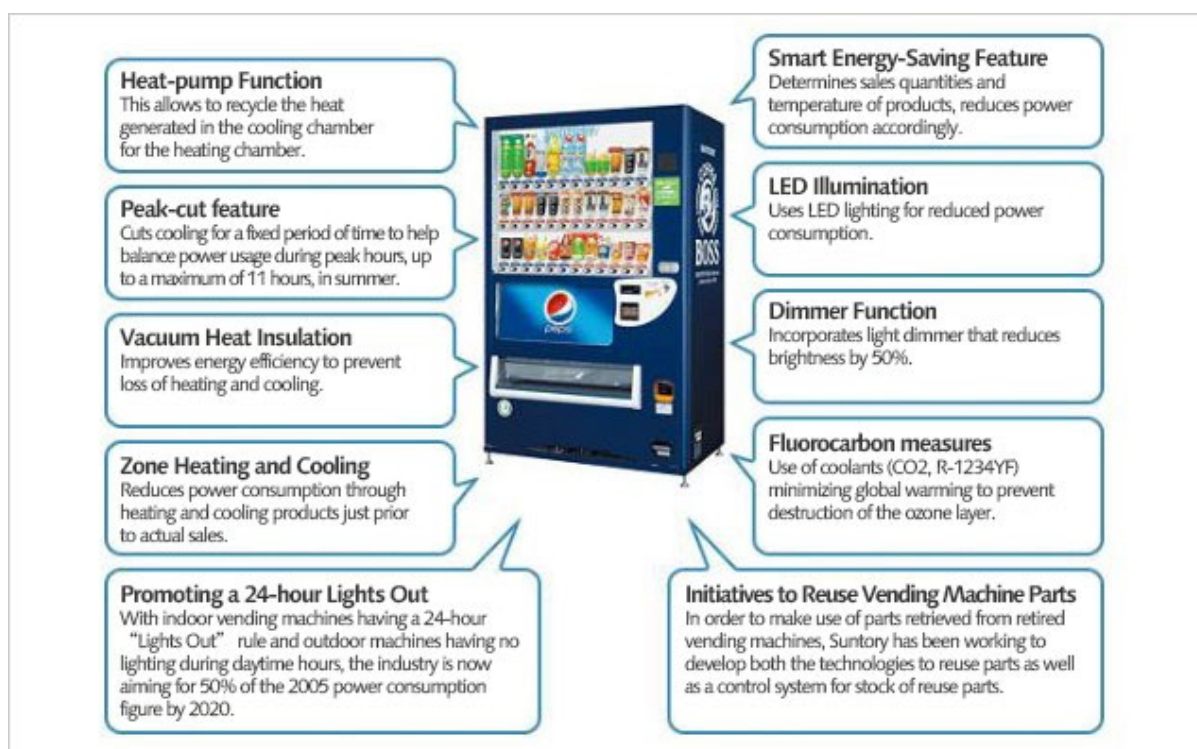 Heat-pump Function
This allows to recycle the heat
generated in the cooling chamber
for the heating chamber.
Peak-cut feature
Cuts cooling for a fixed period of time to help
balance power usage during peak hours, up
to a maximum of 11 hours, in summer.
Vacuum Heat Insulation
Improves energy efficiency to prevent
loss of heating and cooling.
Zone Heating and Cooling
Reduces power consumption through
heating and cooling products just prior
to actual sales.
Promoting a 24-hour Lights Out
With indoor vending machines having a 24-hour
“Lights Out” rule and outdoor machines having no
lighting during daytime hours, the industry is now
aiming for 50% of the 2005 power consumption
figure by 2020.
pepsi
BOSS
Smart Energy-Saving Feature
Determines sales quantities and
temperature of products, reduces power
consumption accordingly.
LED Illumination
Uses LED lighting for reduced power
consumption.
Dimmer Function
Incorporates light dimmer that reduces
brightness by 50%.
Fluorocarbon measures
Use of coolants (CO2, R-1234YF)
minimizing global warming to prevent
destruction of the ozone layer.
Initiatives to Reuse Vending Machine Parts
In order to make use of parts retrieved from retired
vending machines, Suntory has been working to
develop both the technologies to reuse parts as well
as a control system for stock of reuse parts.